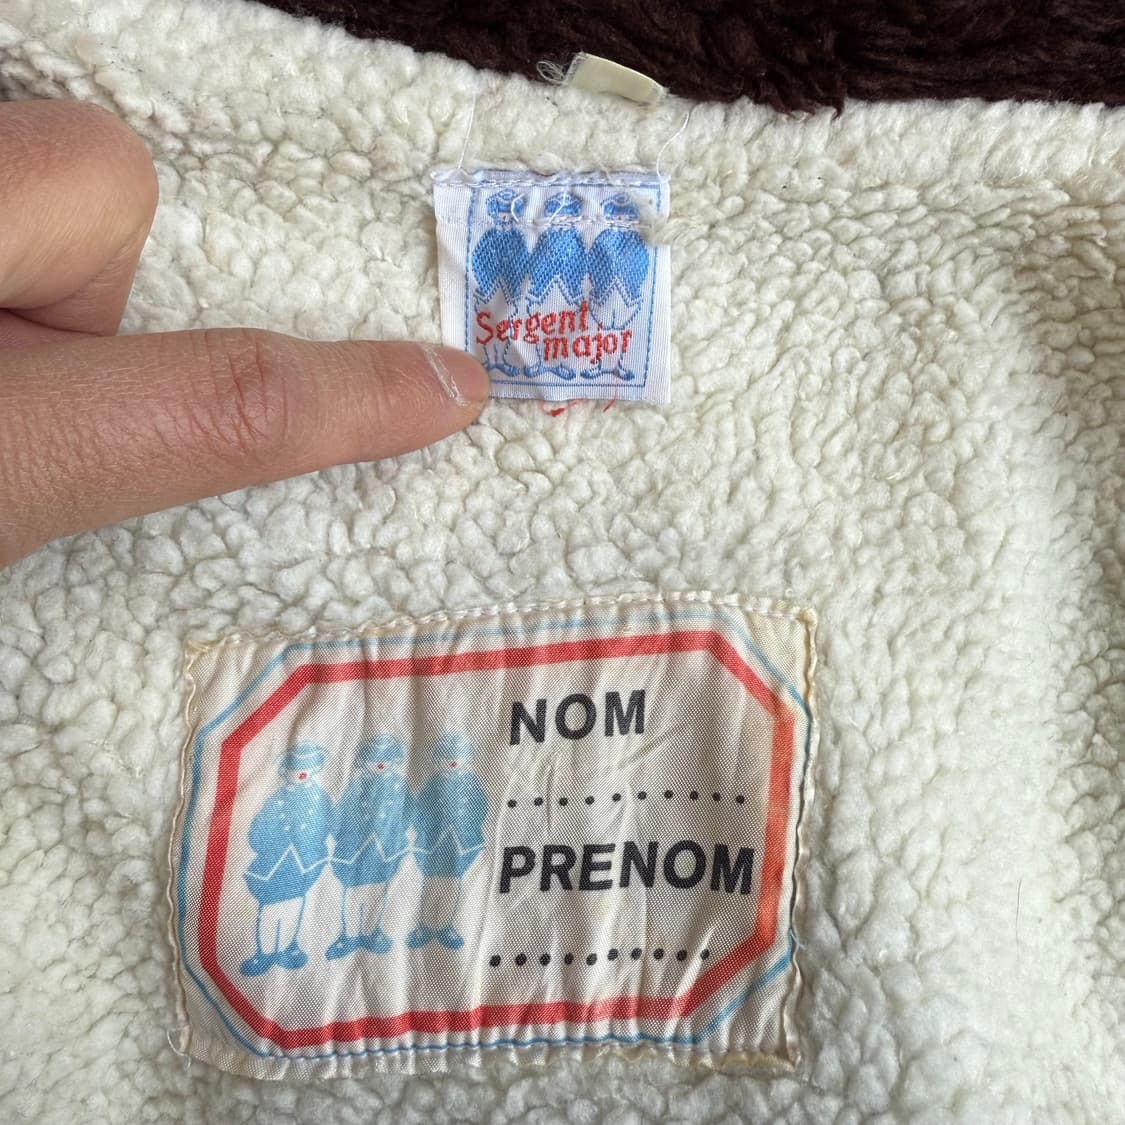 Sergent
major
NOM
..........
PRENOM
..........